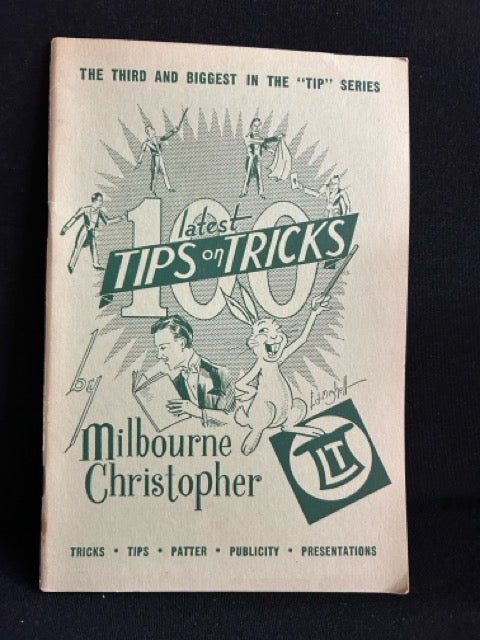 THE THIRD AND BIGGEST IN THE "TIP" SERIES
100
latest
TIPS on TRICKS
by
Milbourne
Christopher
LTT
TRICKS • TIPS • PATTER • PUBLICITY • PRESENTATIONS